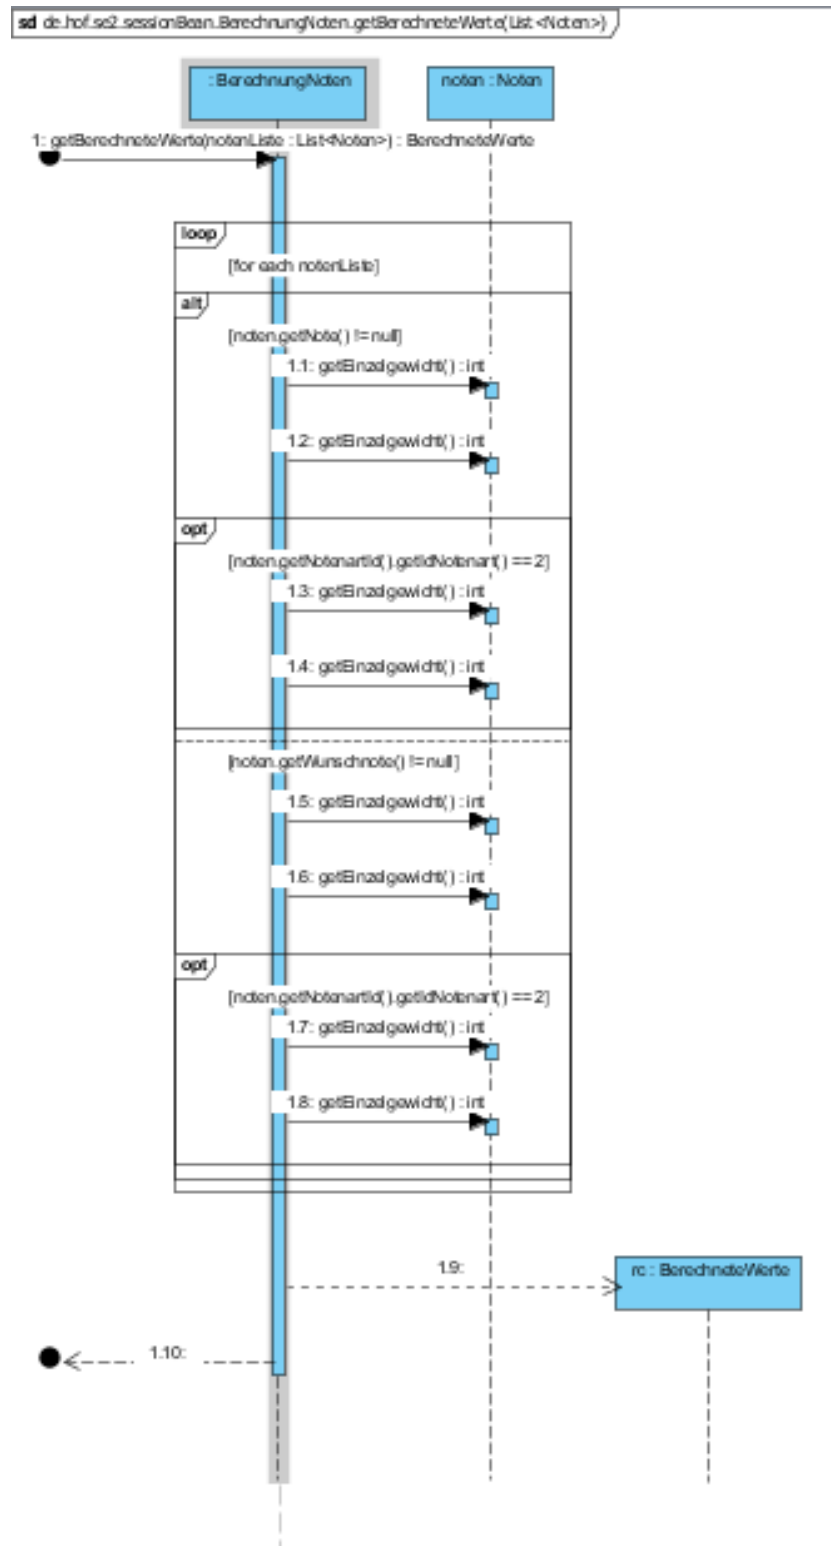 sd de.hof.se2.sessionBean.BerechnungNoten.getBerechneteWerte(List<Noten>)
: BerechnungNoten
noten : Noten
1: getBerechneteWerte(notenListe : List<Noten>) : BerechneteWerte
loop
[for each notenListe]
alt
[noten.getNote() != null]
1.1: getEinzelgewicht() : int
1.2: getEinzelgewicht() : int
opt
[noten.getNotenartId().getIdNotenart() == 2]
1.3: getEinzelgewicht() : int
1.4: getEinzelgewicht() : int
[noten.getWunschnote() != null]
1.5: getEinzelgewicht() : int
1.6: getEinzelgewicht() : int
opt
[noten.getNotenartId().getIdNotenart() == 2]
1.7: getEinzelgewicht() : int
1.8: getEinzelgewicht() : int
1.9:
rc : BerechneteWerte
1.10: